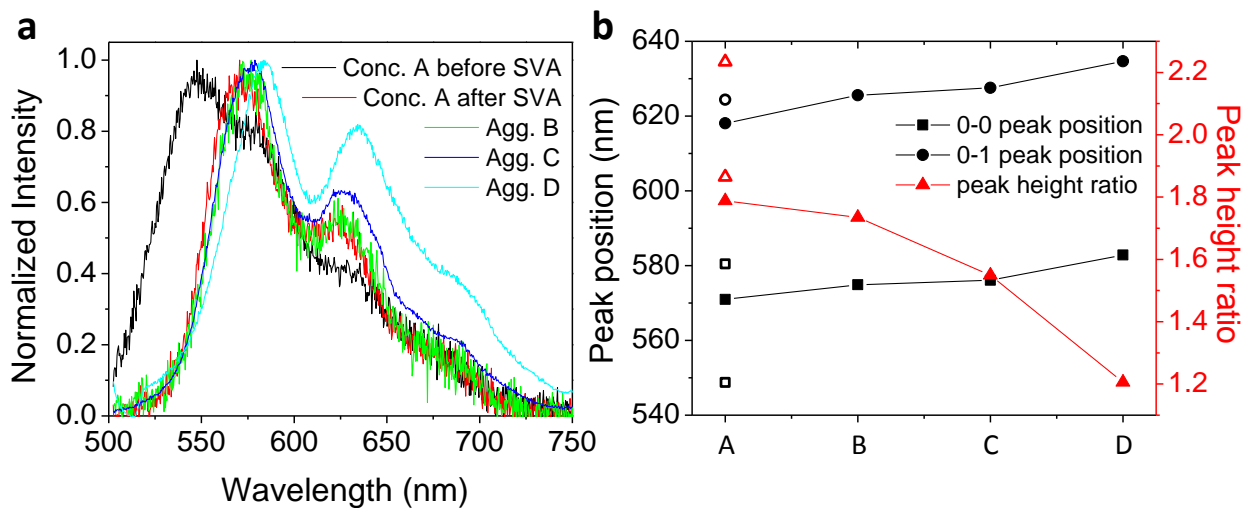 a
Normalized Intensity
1.0
0.8
0.6
0.4
0.2
0.0
500
550
600
650
700
750
Wavelength (nm)
Conc. A before SVA
Conc. A after SVA
Agg. B
Agg. C
Agg. D
b
Peak position (nm)
640
620
600
580
560
540
A
B
C
D
0-0 peak position
0-1 peak position
peak height ratio
2.2
2.0
1.8
1.6
1.4
1.2
Peak height ratio